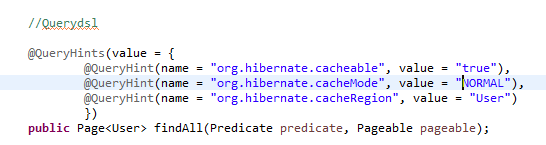 //Querydsl
@QueryHints(value = {
@QueryHint(name = "org.hibernate.cacheable", value = "true"),
@QueryHint(name = "org.hibernate.cacheMode", value = "NORMAL"),
@QueryHint(name = "org.hibernate.cacheRegion", value = "User")
})
public Page<User> findAll(Predicate predicate, Pageable pageable);